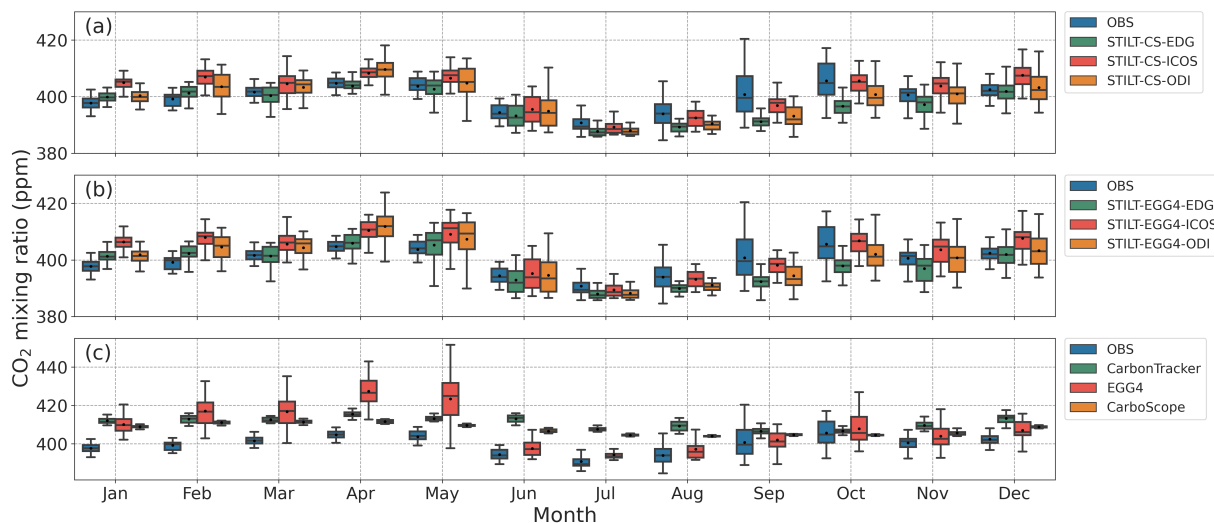 (a)
420
400
380
OBS
STILT-CS-EDG
STILT-CS-ICOS
STILT-CS-ODI
(b)
420
400
380
OBS
STILT-EGG4-EDG
STILT-EGG4-ICOS
STILT-EGG4-ODI
CO₂ mixing ratio (ppm)
(c)
440
420
400
OBS
CarbonTracker
EGG4
CarboScope
Jan Feb Mar Apr May Jun Jul Aug Sep Oct Nov Dec
Month